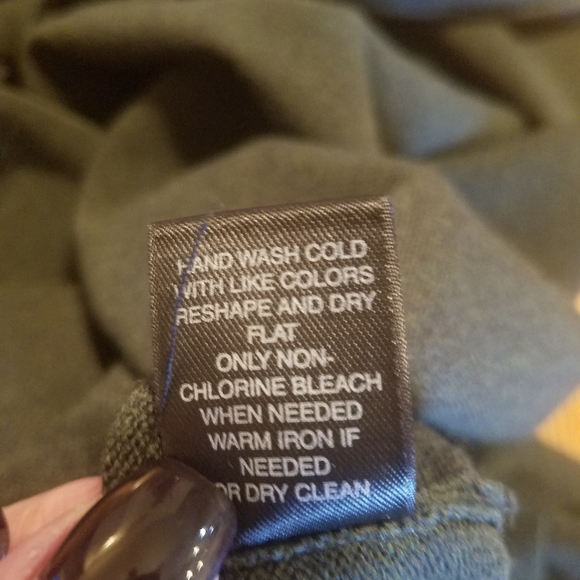 HAND WASH COLD
WITH LIKE COLORS
RESHAPE AND DRY
FLAT
ONLY NON-
CHLORINE BLEACH
WHEN NEEDED
WARM IRON IF
NEEDED
OR DRY CLEAN